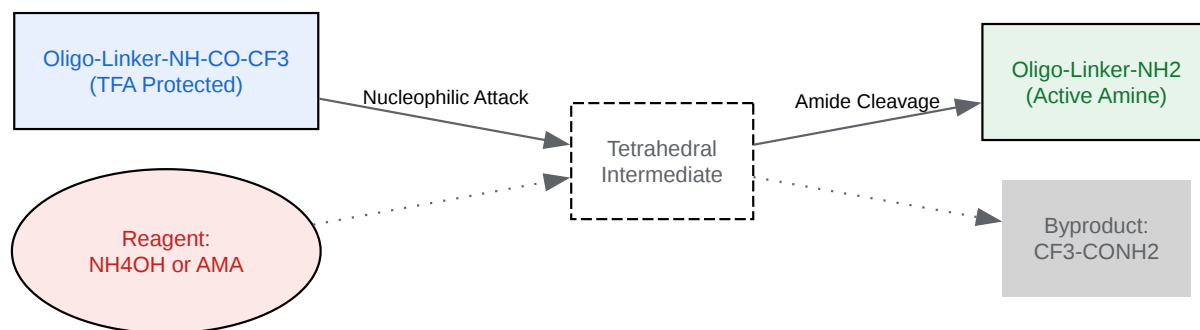 Oligo-Linker-NH-CO-CF3
(TFA Protected)
Nucleophilic Attack
Tetrahedral
Intermediate
Amide Cleavage
Oligo-Linker-NH2
(Active Amine)
Reagent:
NH4OH or AMA
Byproduct:
CF3-CONH2